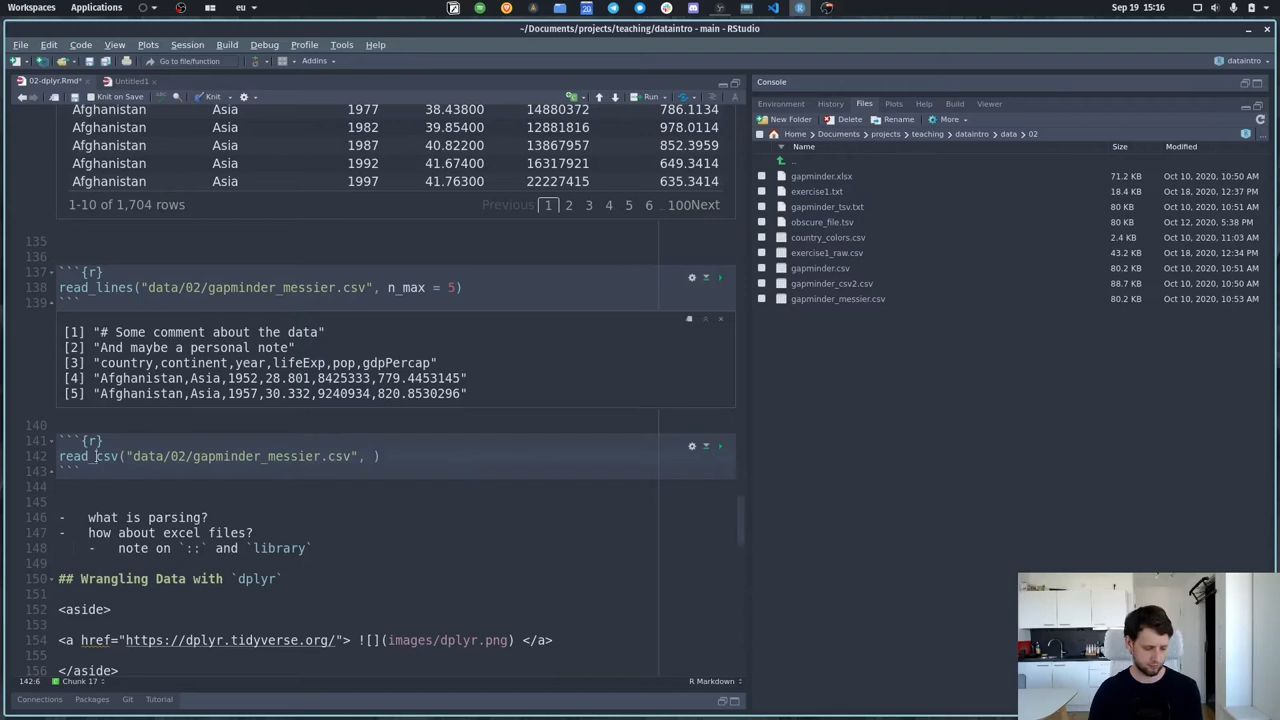 Workspaces Applications eu Sep 19 15:16
~/Documents/projects/teaching/dataintro - main - RStudio
File Edit Code View Plots Session Build Debug Profile Tools Help
Go to file/function Addins dataintro
02-dplyr.Rmd* Untitled1
Knit on Save Knit Run
Afghanistan Asia 1977 38.43800 14880372 786.1134
Afghanistan Asia 1982 39.85400 12881816 978.0114
Afghanistan Asia 1987 40.82200 13867957 852.3959
Afghanistan Asia 1992 41.67400 16317921 649.3414
Afghanistan Asia 1997 41.76300 22227415 635.3414
1-10 of 1,704 rows Previous 1 2 3 4 5 6 ... 100Next
135
136
137 ```{r}
138 read_lines("data/02/gapminder_messier.csv", n_max = 5)
139 ```
[1] "# Some comment about the data"
[2] "And maybe a personal note"
[3] "country,continent,year,lifeExp,pop,gdpPercap"
[4] "Afghanistan,Asia,1952,28.801,8425333,779.4453145"
[5] "Afghanistan,Asia,1957,30.332,9240934,820.8530296"
140
141 ```{r}
142 read_csv("data/02/gapminder_messier.csv", )
143 ```
144
145
146 - what is parsing?
147 - how about excel files?
148 - note on `::` and `library`
149
150 ## Wrangling Data with `dplyr`
151
152 <aside>
153
154 <a href="https://dplyr.tidyverse.org/"> ![](images/dplyr.png) </a>
155
156 </aside>
142:6 Chunk 17 R Markdown
Connections Packages Git Tutorial
Console
Environment History Files Plots Help Build Viewer
New Folder Delete Rename More
Home Documents projects teaching dataintro data 02
Name Size Modified
..
gapminder.xlsx 71.2 KB Oct 10, 2020, 10:50 AM
exercise1.txt 18.4 KB Oct 18, 2020, 12:37 PM
gapminder_tsv.txt 80 KB Oct 10, 2020, 10:51 AM
obscure_file.tsv 80 KB Oct 12, 2020, 5:38 PM
country_colors.csv 2.4 KB Oct 10, 2020, 11:03 AM
exercise1_raw.csv 43.2 KB Oct 18, 2020, 12:34 PM
gapminder.csv 80.2 KB Oct 10, 2020, 10:51 AM
gapminder_csv2.csv 88.7 KB Oct 10, 2020, 10:50 AM
gapminder_messier.csv 80.2 KB Oct 10, 2020, 10:53 AM